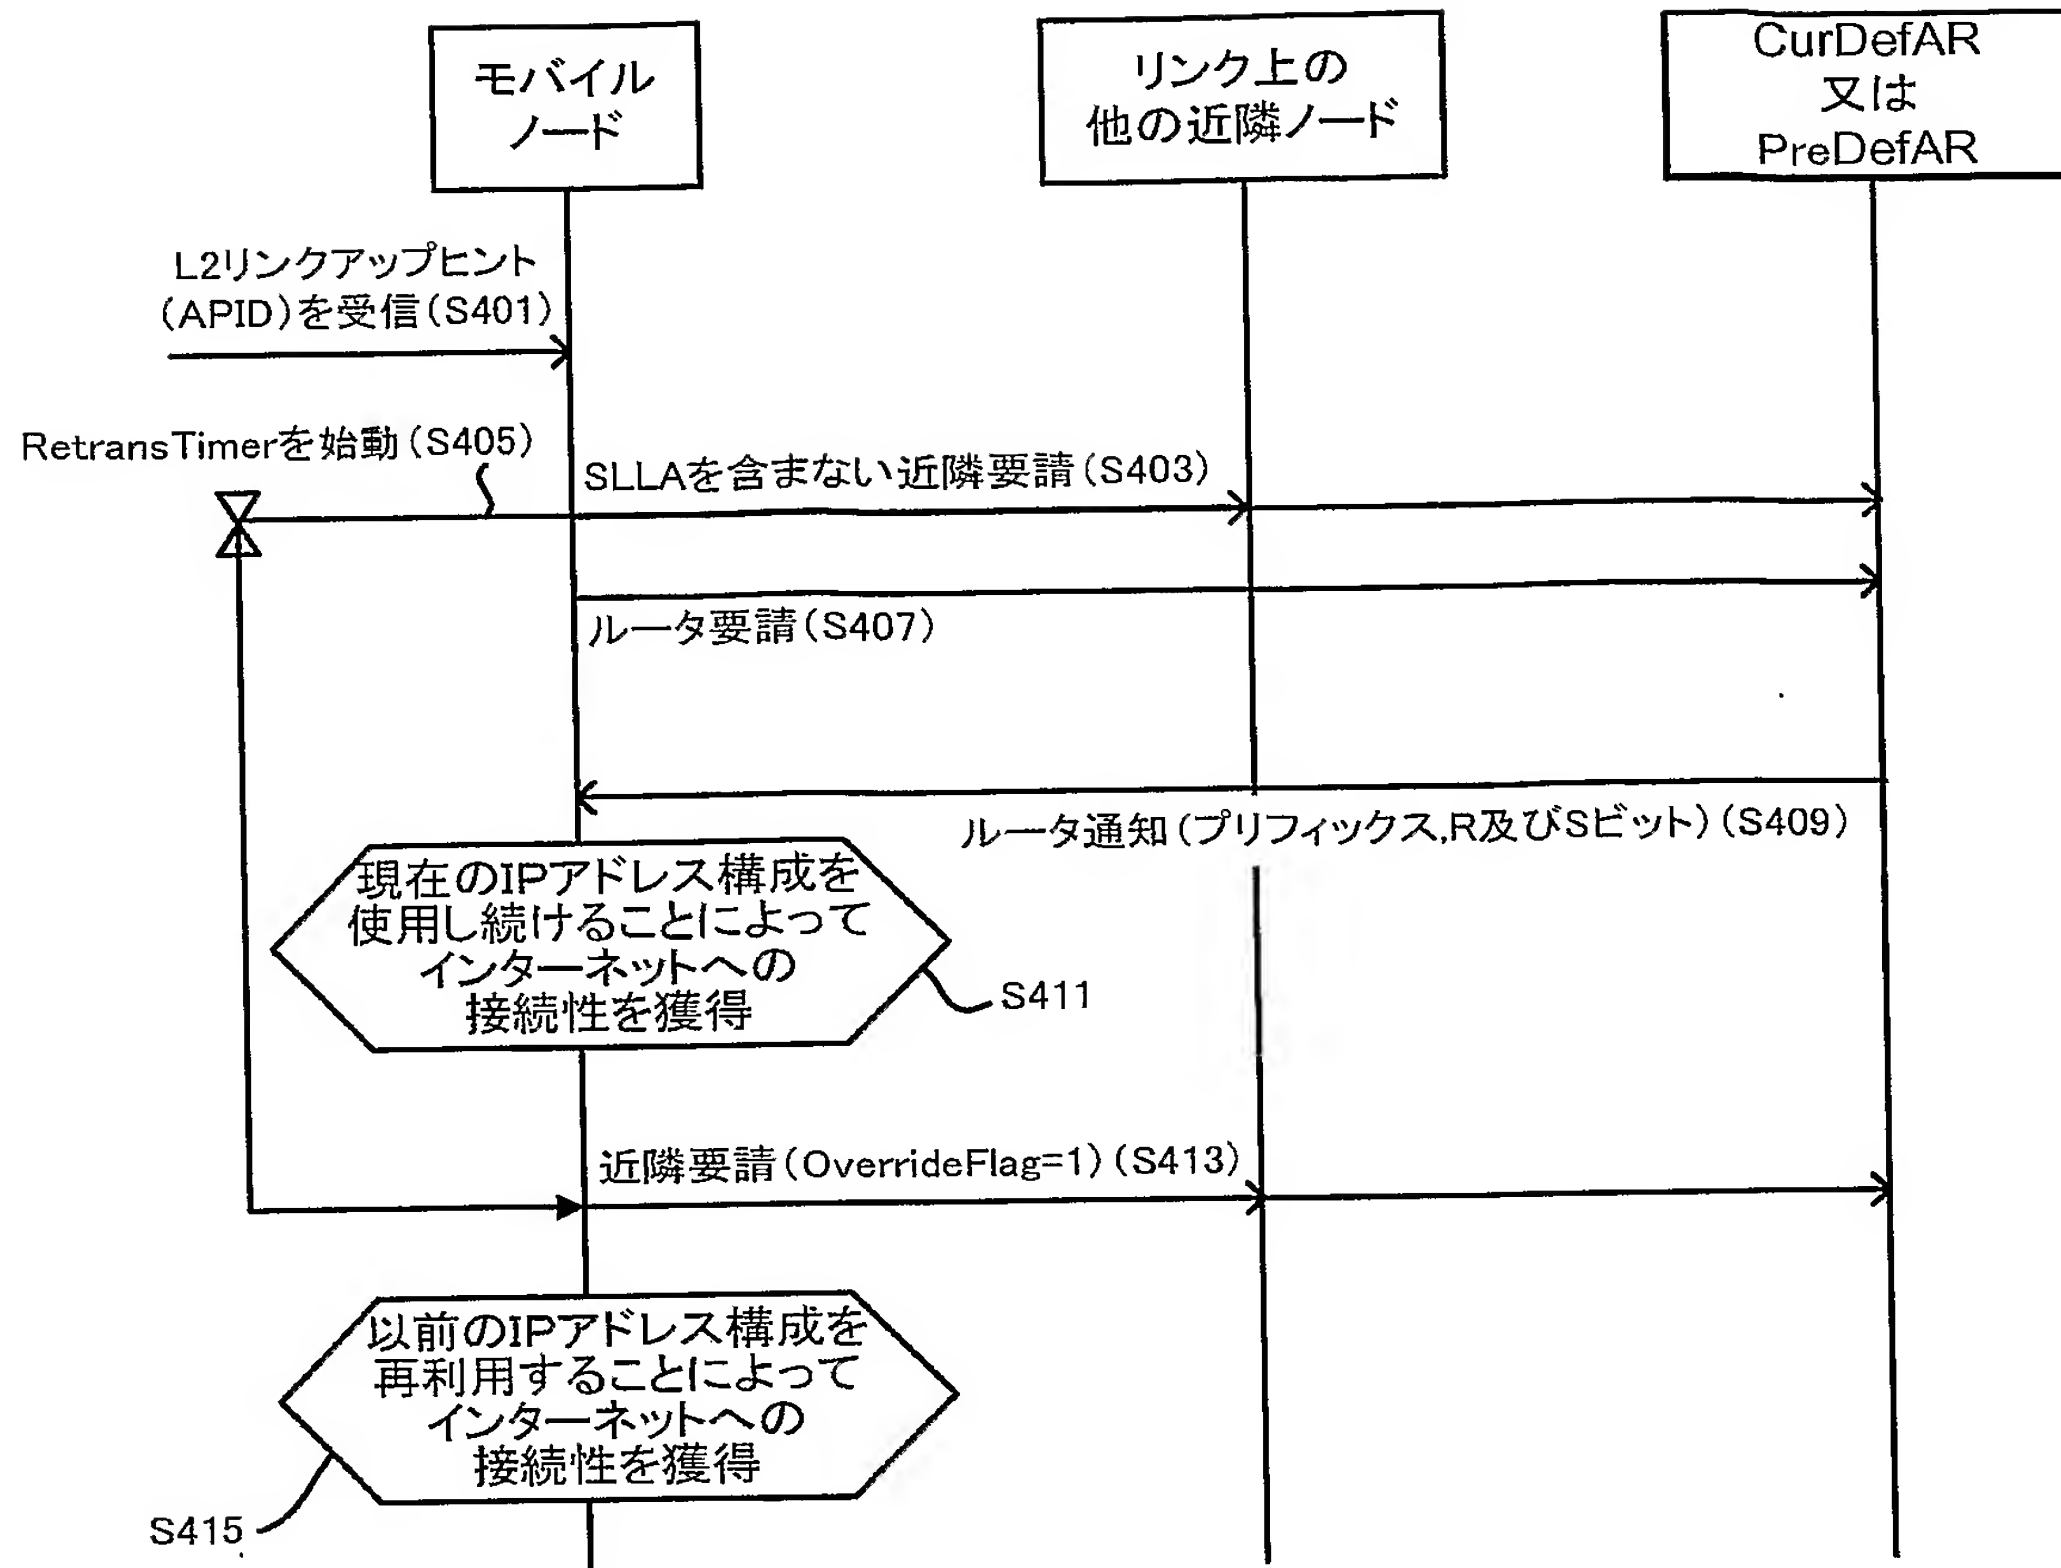 モバイル
ノード
リンク上の
他の近隣ノード
CurDefAR
又は
PreDefAR
L2リンクアップヒント
(APID)を受信(S401)
RetransTimerを始動(S405)
SLLAを含まない近隣要請(S403)
ルータ要請(S407)
ルータ通知(プリフィックス,R及びSビット)(S409)
現在のIPアドレス構成を
使用し続けることによって
インターネットへの
接続性を獲得
S411
近隣要請(OverrideFlag=1)(S413)
以前のIPアドレス構成を
再利用することによって
インターネットへの
接続性を獲得
S415